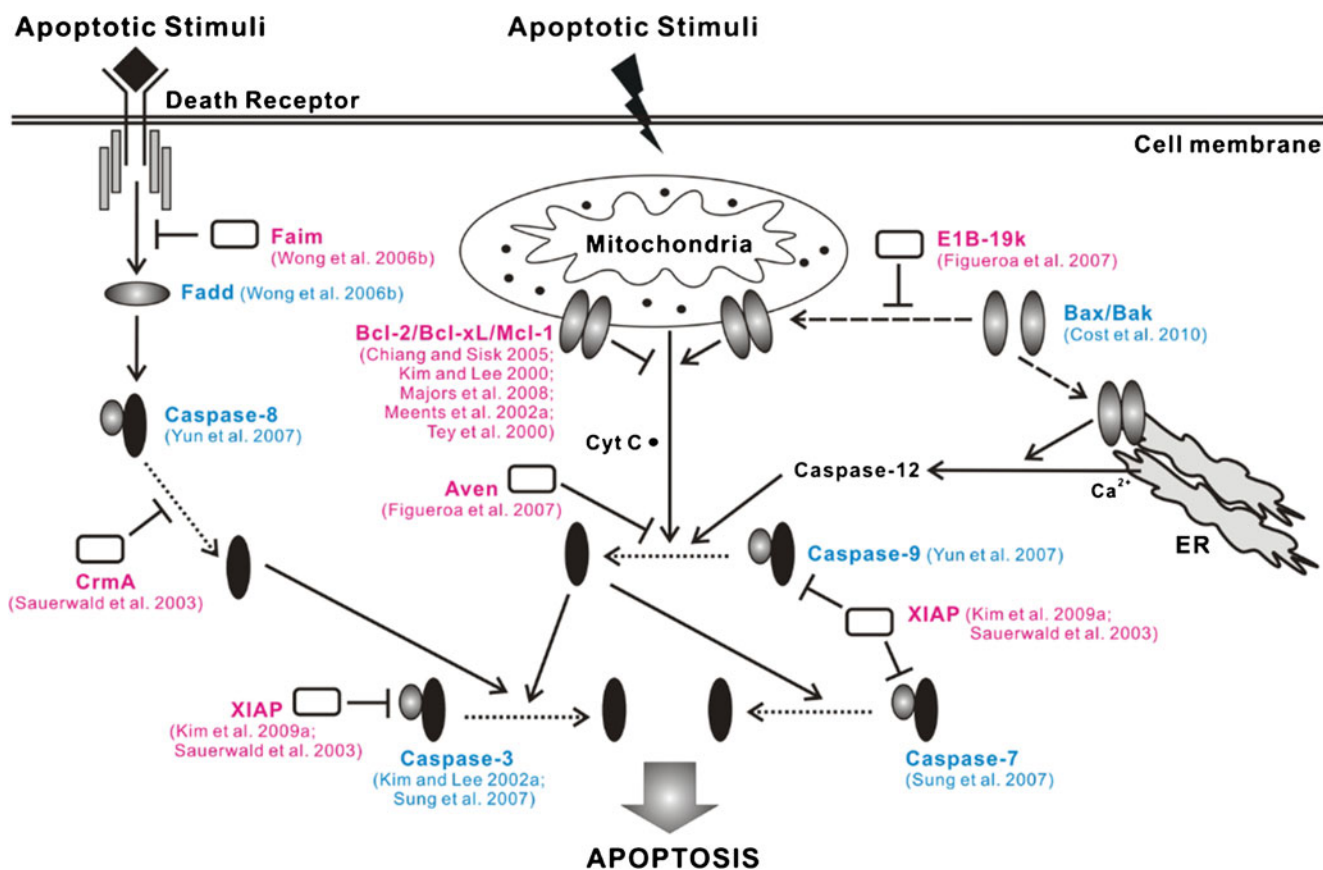 Apoptotic Stimuli
Apoptotic Stimuli
Death Receptor
Cell membrane
Faim
(Wong et al. 2006b)
Mitochondria
E1B-19k
(Figueroa et al. 2007)
Fadd (Wong et al. 2006b)
Bcl-2/Bcl-xL/Mcl-1
(Chiang and Sisk 2005;
Kim and Lee 2000;
Majors et al. 2008;
Meents et al. 2002a;
Tey et al. 2000)
Bax/Bak
(Cost et al. 2010)
Caspase-8
(Yun et al. 2007)
Cyt C
Caspase-12
Ca2+
ER
Aven
(Figueroa et al. 2007)
Caspase-9 (Yun et al. 2007)
CrmA
(Sauerwald et al. 2003)
XIAP (Kim et al. 2009a;
Sauerwald et al. 2003)
XIAP
(Kim et al. 2009a;
Sauerwald et al. 2003)
Caspase-3
(Kim and Lee 2002a;
Sung et al. 2007)
Caspase-7
(Sung et al. 2007)
APOPTOSIS